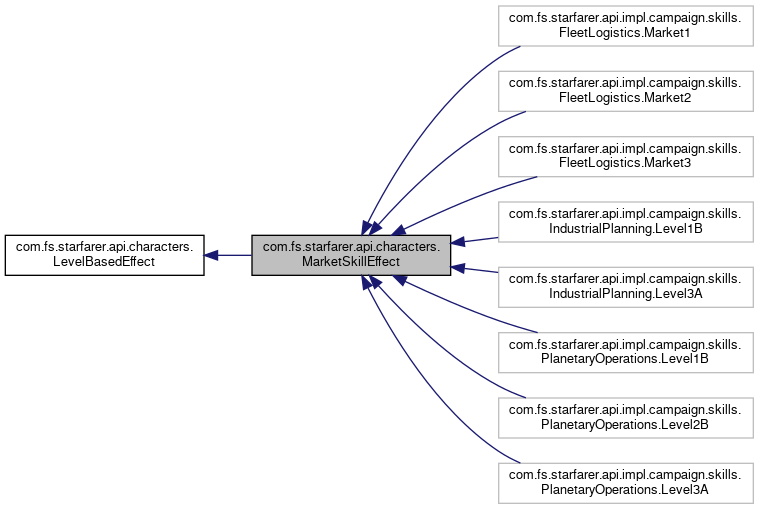 com.fs.starfarer.api.impl.campaign.skills.
FleetLogistics.Market1
com.fs.starfarer.api.impl.campaign.skills.
FleetLogistics.Market2
com.fs.starfarer.api.impl.campaign.skills.
FleetLogistics.Market3
com.fs.starfarer.api.impl.campaign.skills.
IndustrialPlanning.Level1B
com.fs.starfarer.api.characters.
LevelBasedEffect
com.fs.starfarer.api.characters.
MarketSkillEffect
com.fs.starfarer.api.impl.campaign.skills.
IndustrialPlanning.Level3A
com.fs.starfarer.api.impl.campaign.skills.
PlanetaryOperations.Level1B
com.fs.starfarer.api.impl.campaign.skills.
PlanetaryOperations.Level2B
com.fs.starfarer.api.impl.campaign.skills.
PlanetaryOperations.Level3A